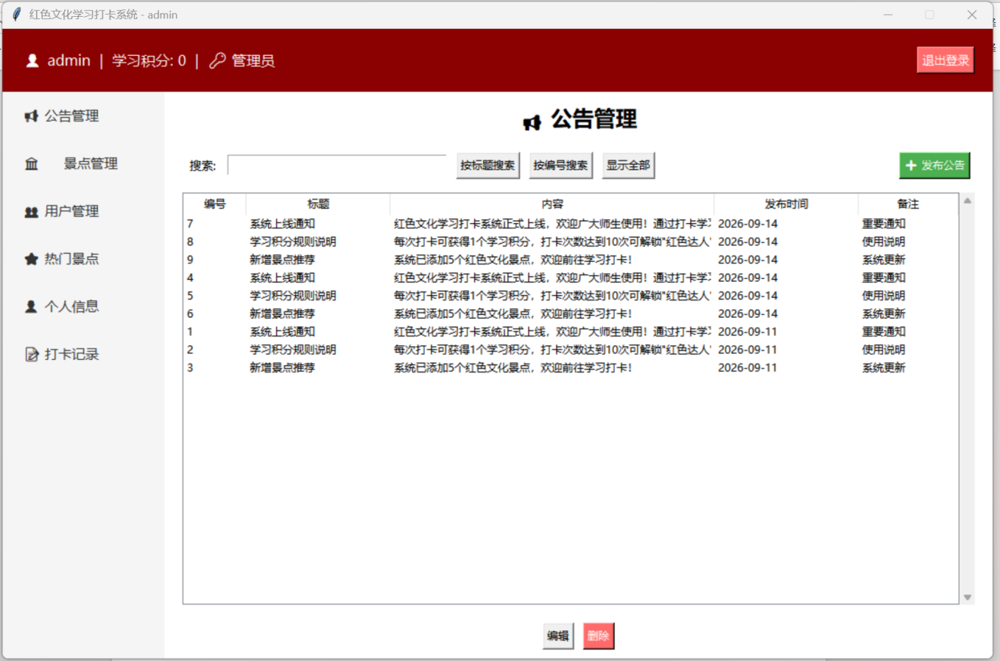 红色文化学习打卡系统 - admin
admin | 学习积分: 0 | 管理员
退出登录
公告管理
景点管理
用户管理
热门景点
个人信息
打卡记录
公告管理
搜索: 按标题搜索 按编号搜索 显示全部 + 发布公告
编号 标题 内容 发布时间 备注
7 系统上线通知 红色文化学习打卡系统正式上线，欢迎广大师生使用！通过打卡学习 2026-09-14 重要通知
8 学习积分规则说明 每次打卡可获得1个学习积分，打卡次数达到10次可解锁"红色达人" 2026-09-14 使用说明
9 新增景点推荐 系统已添加5个红色文化景点，欢迎前往学习打卡！ 2026-09-14 系统更新
4 系统上线通知 红色文化学习打卡系统正式上线，欢迎广大师生使用！通过打卡学习 2026-09-14 重要通知
5 学习积分规则说明 每次打卡可获得1个学习积分，打卡次数达到10次可解锁"红色达人" 2026-09-14 使用说明
6 新增景点推荐 系统已添加5个红色文化景点，欢迎前往学习打卡！ 2026-09-14 系统更新
1 系统上线通知 红色文化学习打卡系统正式上线，欢迎广大师生使用！通过打卡学习 2026-09-11 重要通知
2 学习积分规则说明 每次打卡可获得1个学习积分，打卡次数达到10次可解锁"红色达人" 2026-09-11 使用说明
3 新增景点推荐 系统已添加5个红色文化景点，欢迎前往学习打卡！ 2026-09-11 系统更新
编辑 删除